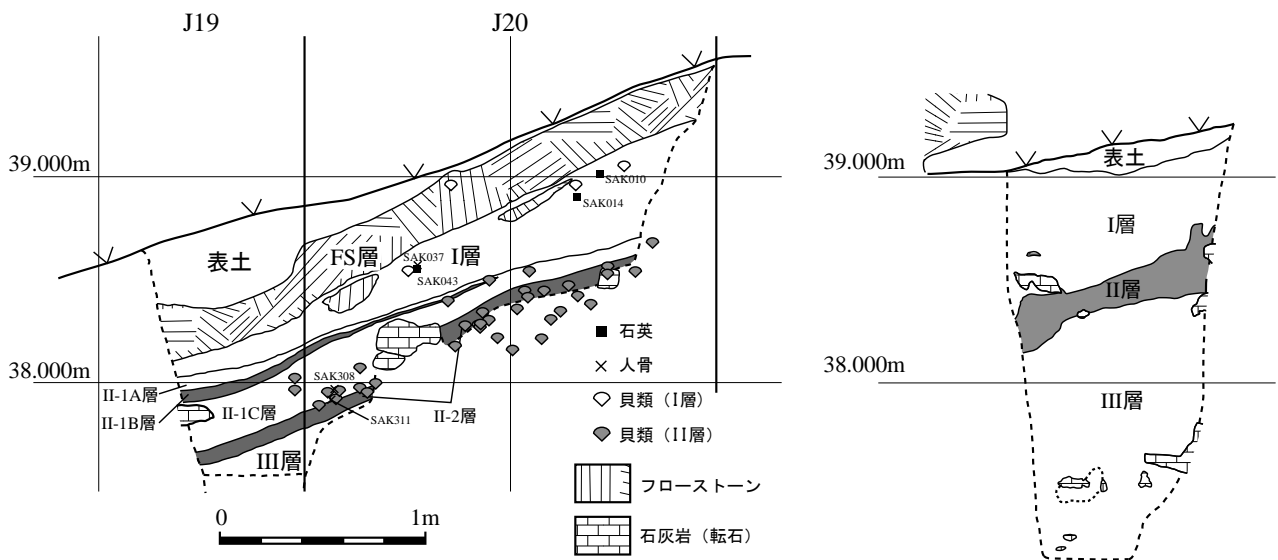 J19
J20
39.000m
38.000m
表土
FS層
I層
SAK010
SAK014
SAK037
SAK043
II-1A層
II-1B層
II-1C層
SAK308
SAK311
II-2層
III層
0
1m
石英
人骨
貝類（I層）
貝類（II層）
フローストーン
石灰岩（転石）
39.000m
38.000m
表土
I層
II層
III層